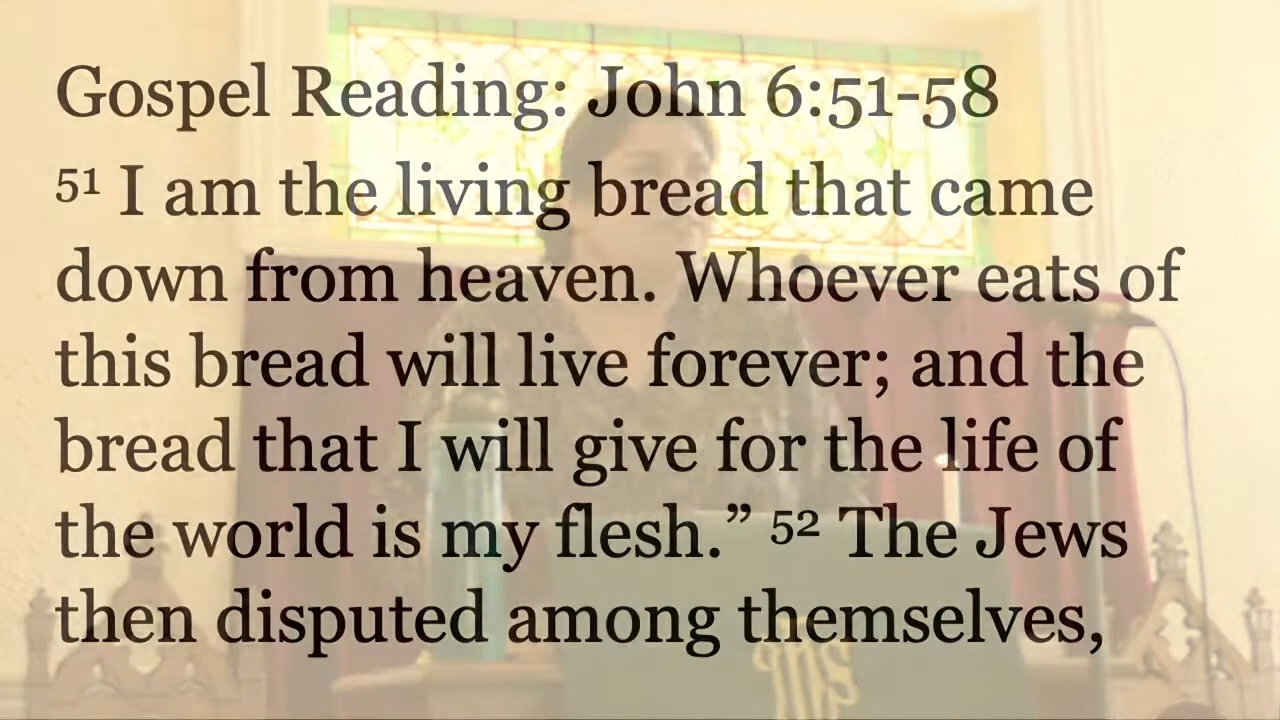 Gospel Reading: John 6:51-58
51 I am the living bread that came
down from heaven. Whoever eats of
this bread will live forever; and the
bread that I will give for the life of
the world is my flesh.” 52 The Jews
then disputed among themselves,